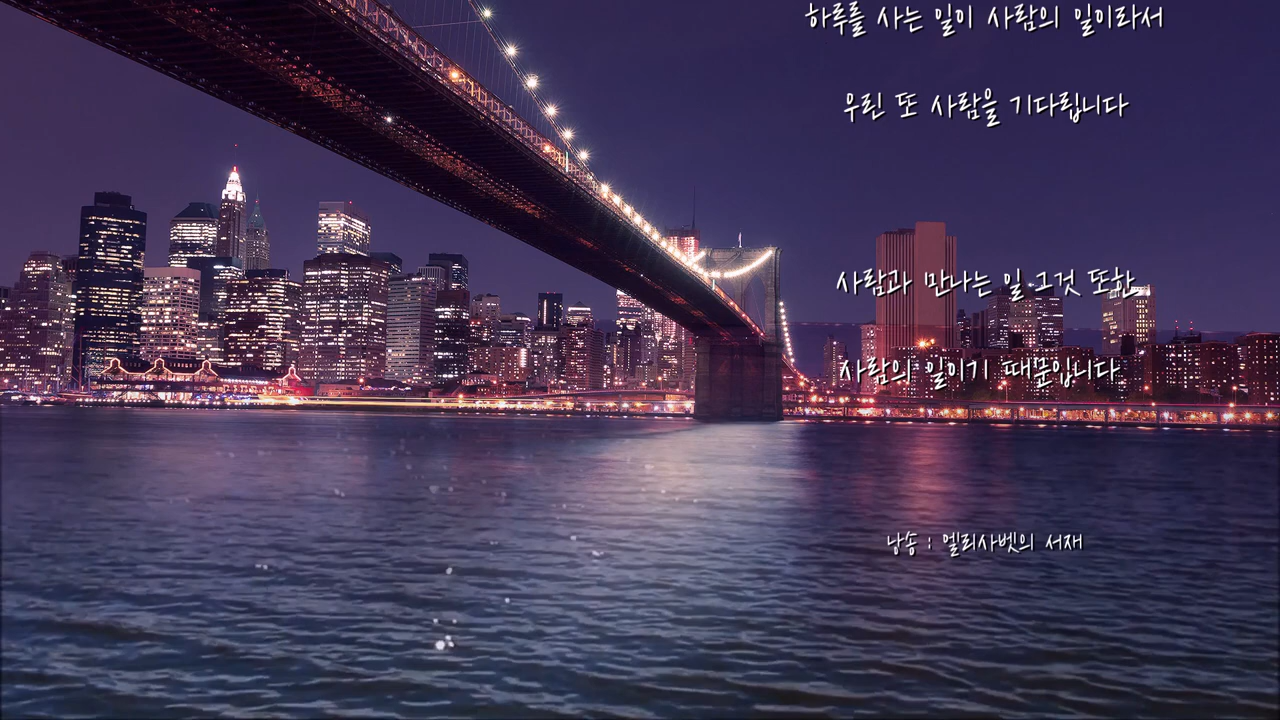 하루를 사는 일이 사람의 일이라서
우린 또 사람을 기다립니다
사람과 만나는 일 그것 또한
사람의 일이기 때문입니다
낭송 : 엘리사벳의 서재